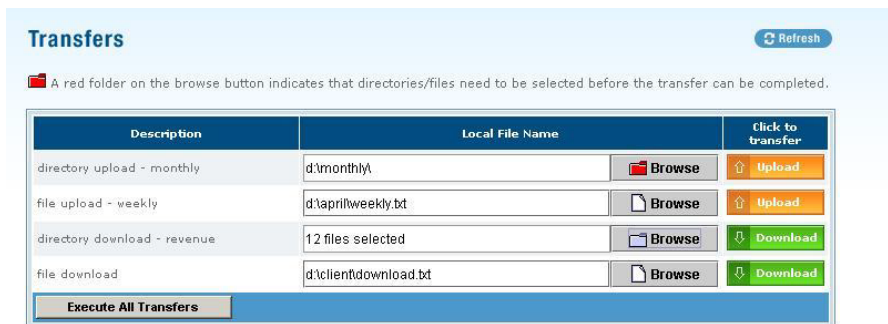 Transfers
Refresh
A red folder on the browse button indicates that directories/files need to be selected before the transfer can be completed.
Description Local File Name Click to transfer
directory upload - monthly d:\monthly\ Browse Upload
file upload - weekly d:\april\weekly.txt Browse Upload
directory download - revenue 12 files selected Browse Download
file download d:\client\download.txt Browse Download
Execute All Transfers